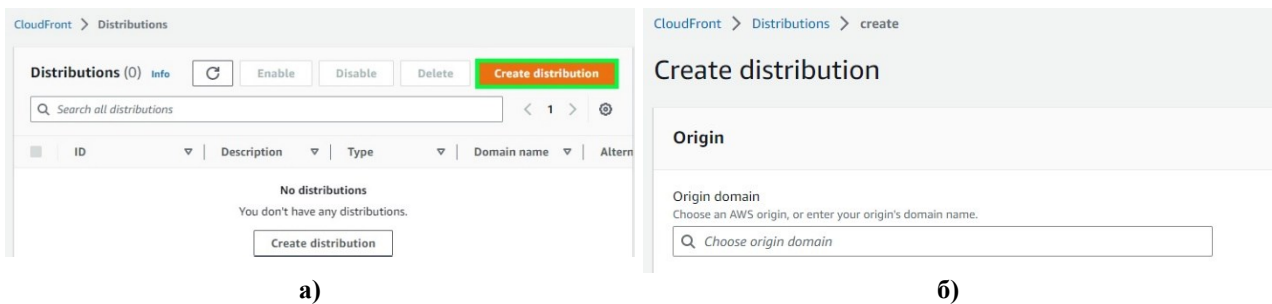 CloudFront > Distributions
Distributions (0) Info Enable Disable Delete Create distribution
Search all distributions < 1 >
ID Description Type Domain name Altern
No distributions
You don't have any distributions.
Create distribution
а)
CloudFront > Distributions > create
Create distribution
Origin
Origin domain
Choose an AWS origin, or enter your origin's domain name.
Choose origin domain
б)